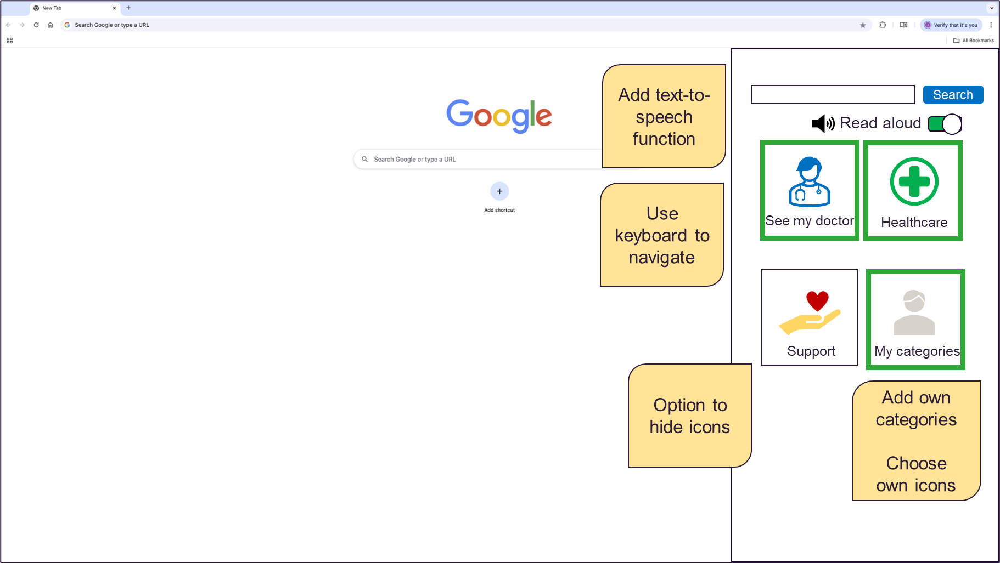 New Tab
Search Google or type a URL
Verify that it's you
All Bookmarks
Google
Search Google or type a URL
Add shortcut
Add text-to-
speech
function
Use
keyboard to
navigate
Option to
hide icons
Search
Read aloud
See my doctor
Healthcare
Support
My categories
Add own
categories
Choose
own icons